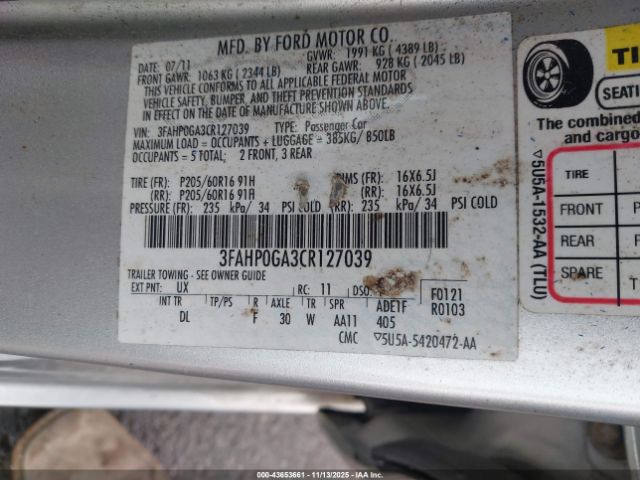 MFD. BY FORD MOTOR CO.
DATE: 07/11 GVWR: 1991 KG ( 4389 LB)
FRONT GAWR: 1063 KG ( 2344 LB) REAR GAWR: 928 KG ( 2045 LB)
THIS VEHICLE CONFORMS TO ALL APPLICABLE FEDERAL MOTOR
VEHICLE SAFETY, BUMPER, AND THEFT PREVENTION STANDARDS
IN EFFECT ON THE DATE OF MANUFACTURE SHOWN ABOVE.
VIN: 3FAHP0GA3CR127039 TYPE: Passenger Car
MAXIMUM LOAD = OCCUPANTS + LUGGAGE = 385KG/ 850LB
OCCUPANTS = 5 TOTAL; 2 FRONT, 3 REAR
TIRE (FR): P205/60R16 91H RIMS (FR): 16X6.5J
(RR): P205/60R16 91H (RR): 16X6.5J
PRESSURE (FR): 235 kPa/ 34 PSI COLD (RR): 235 kPa/ 34 PSI COLD
3FAHP0GA3CR127039
TRAILER TOWING - SEE OWNER GUIDE
EXT PNT: UX RC: 11 DSO: F0121
INT TR TP/PS R AXLE TR SPR ADE1F R0103
DL F 30 W AA11 405
CMC ▽5U5A-5420472-AA
TI
SEATI
The combined
and cargo
TIRE
FRONT P
REAR P
SPARE T
▽5U5A-1532-AA (TLU)
000-43653661 - 11/13/2025 - IAAI.com